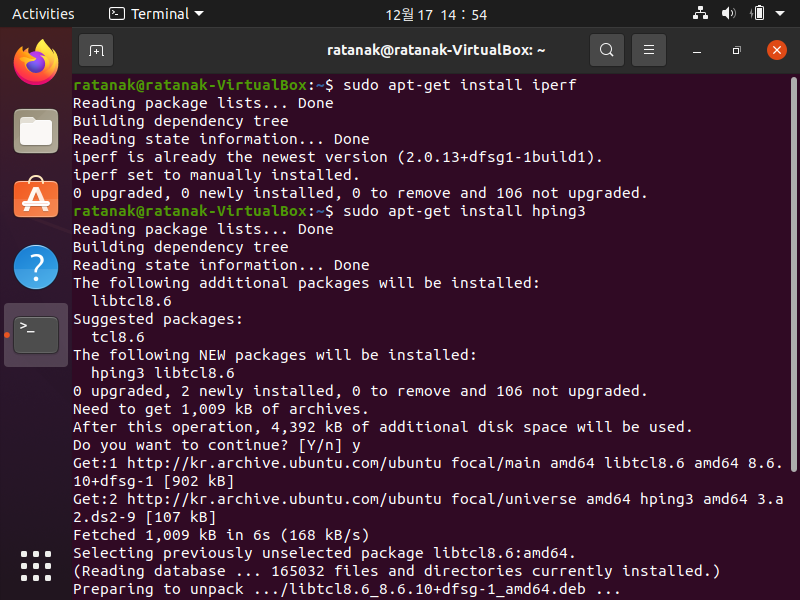 Activities
Terminal
12월 17 14 : 54
ratanak@ratanak-VirtualBox: ~
ratanak@ratanak-VirtualBox:~$ sudo apt-get install iperf
Reading package lists... Done
Building dependency tree
Reading state information... Done
iperf is already the newest version (2.0.13+dfsg1-1build1).
iperf set to manually installed.
0 upgraded, 0 newly installed, 0 to remove and 106 not upgraded.
ratanak@ratanak-VirtualBox:~$ sudo apt-get install hping3
Reading package lists... Done
Building dependency tree
Reading state information... Done
The following additional packages will be installed:
  libtcl8.6
Suggested packages:
  tcl8.6
The following NEW packages will be installed:
  hping3 libtcl8.6
0 upgraded, 2 newly installed, 0 to remove and 106 not upgraded.
Need to get 1,009 kB of archives.
After this operation, 4,392 kB of additional disk space will be used.
Do you want to continue? [Y/n] y
Get:1 http://kr.archive.ubuntu.com/ubuntu focal/main amd64 libtcl8.6 amd64 8.6.
10+dfsg-1 [902 kB]
Get:2 http://kr.archive.ubuntu.com/ubuntu focal/universe amd64 hping3 amd64 3.a
2.ds2-9 [107 kB]
Fetched 1,009 kB in 6s (168 kB/s)
Selecting previously unselected package libtcl8.6:amd64.
(Reading database ... 165032 files and directories currently installed.)
Preparing to unpack .../libtcl8.6_8.6.10+dfsg-1_amd64.deb ...